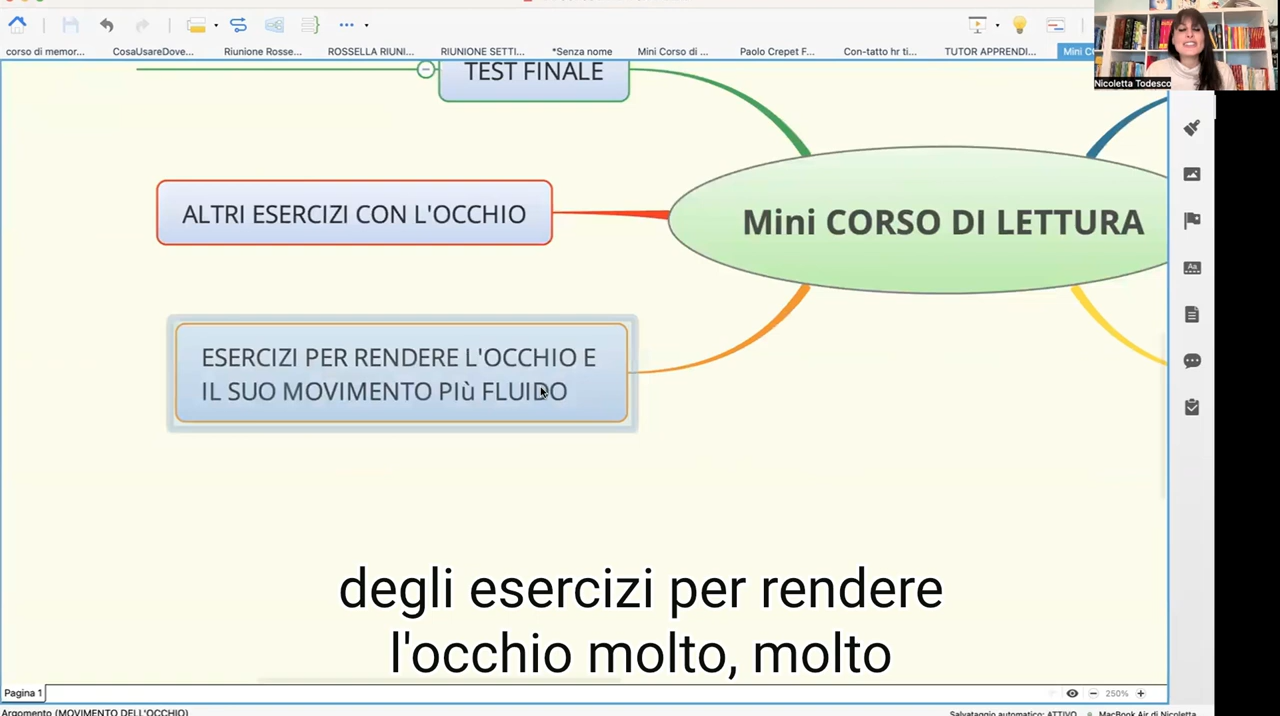 corso di memor...
CosaUsareDove...
Riunione Rosse...
ROSSELLA RIUNI...
RIUNIONE SETTI...
*Senza nome
Mini Corso di ...
Paolo Crepet F...
Con-tatto hr ti...
TUTOR APPRENDI...
Mini C
Nicoletta Todesco
TEST FINALE
ALTRI ESERCIZI CON L'OCCHIO
Mini CORSO DI LETTURA
ESERCIZI PER RENDERE L'OCCHIO E
IL SUO MOVIMENTO PIù FLUIDO
Aa
degli esercizi per rendere
l'occhio molto, molto
Pagina 1
250%
Argomento (MOVIMENTO DELL'OCCHIO)
Salvataggio automatico: ATTIVO
MacBook Air di Nicoletta